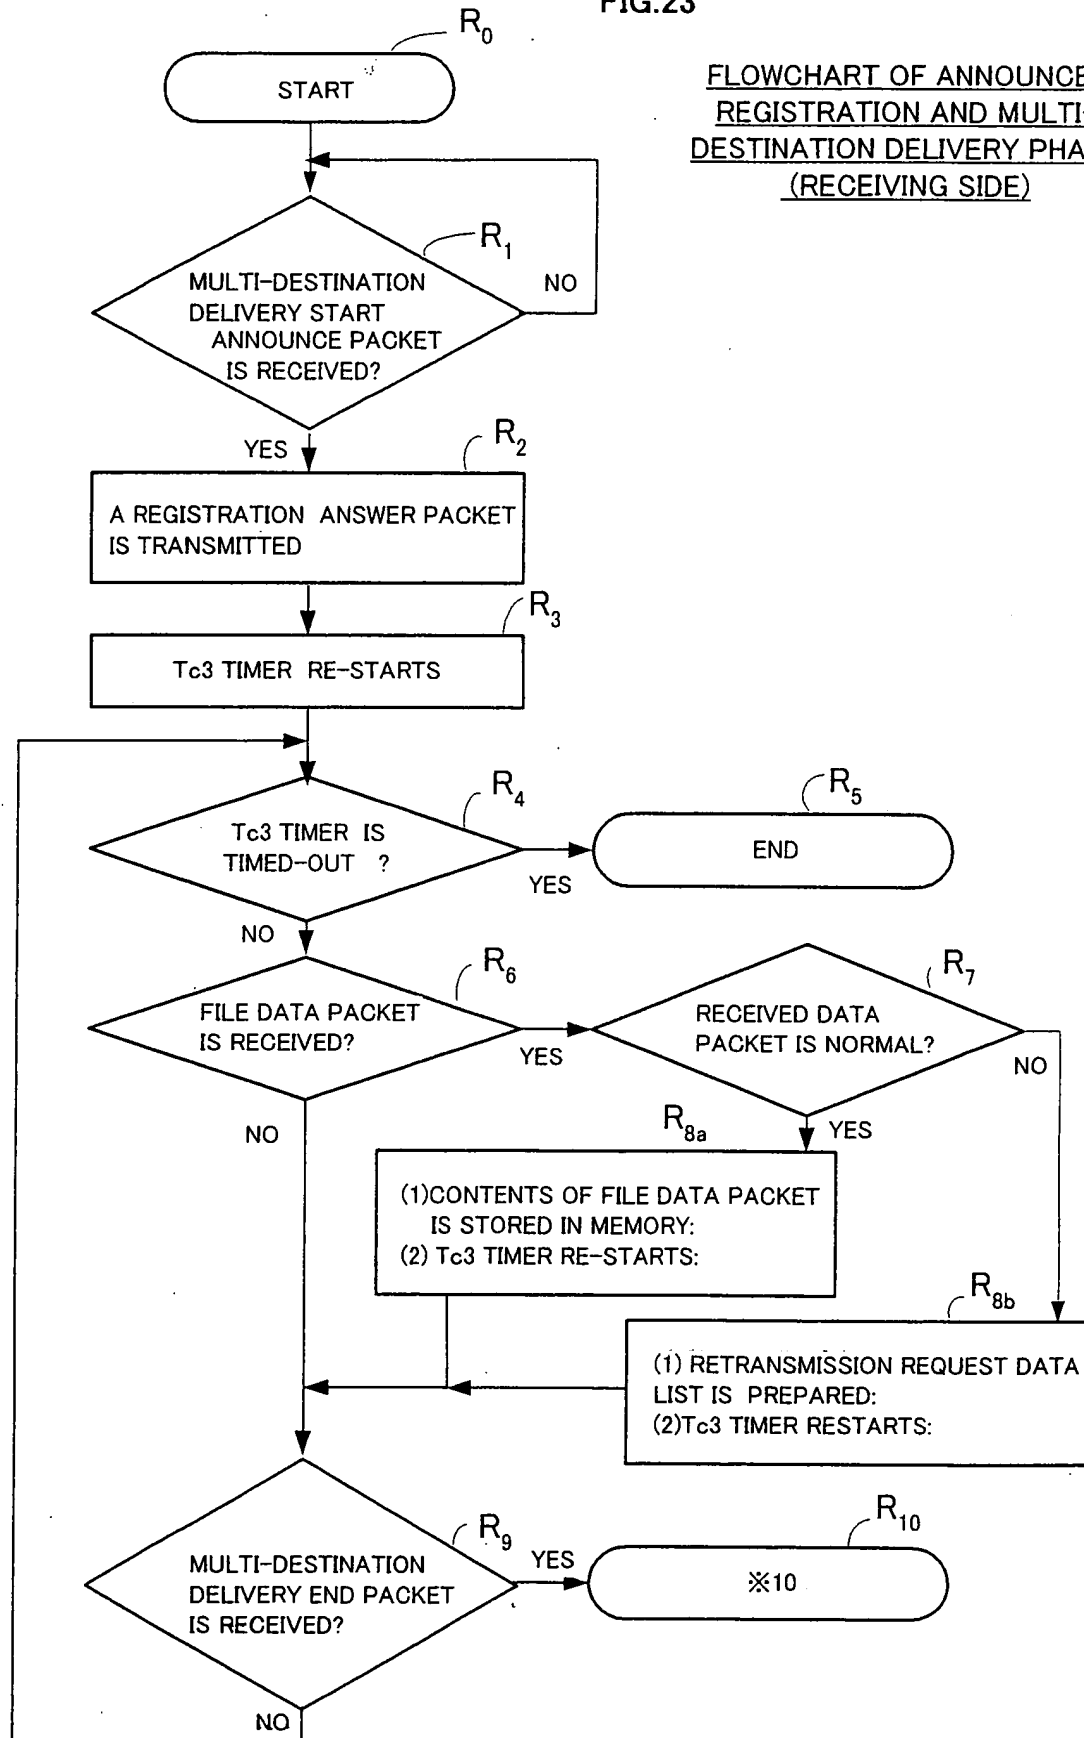 FIG.23
R0
START
FLOWCHART OF ANNOUNCE
REGISTRATION AND MULTI-
DESTINATION DELIVERY PHA
(RECEIVING SIDE)
R1
MULTI-DESTINATION
DELIVERY START
ANNOUNCE PACKET
IS RECEIVED?
NO
YES
R2
A REGISTRATION ANSWER PACKET
IS TRANSMITTED
R3
Tc3 TIMER RE-STARTS
R4
Tc3 TIMER IS
TIMED-OUT ?
YES
R5
END
NO
R6
FILE DATA PACKET
IS RECEIVED?
YES
R7
RECEIVED DATA
PACKET IS NORMAL?
NO
NO
YES
R8a
(1)CONTENTS OF FILE DATA PACKET
IS STORED IN MEMORY:
(2) Tc3 TIMER RE-STARTS:
R8b
(1) RETRANSMISSION REQUEST DATA
LIST IS PREPARED:
(2)Tc3 TIMER RESTARTS:
R9
MULTI-DESTINATION
DELIVERY END PACKET
IS RECEIVED?
YES
R10
※10
NO